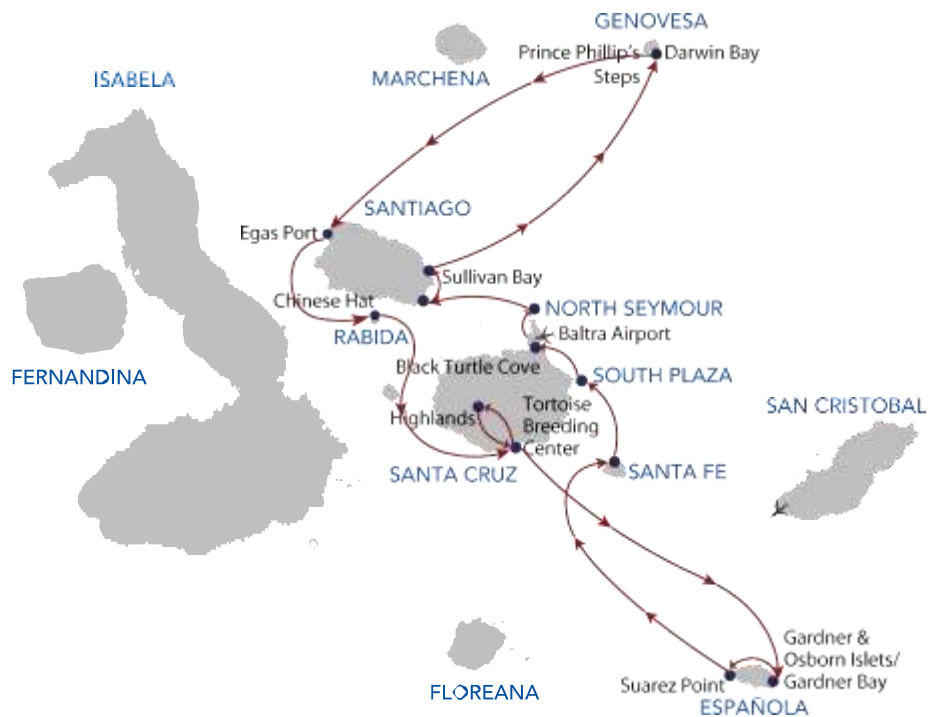 GENOVESA
Prince Phillip's
Steps
Darwin Bay
MARCHENA
ISABELA
SANTIAGO
Egas Port
Sullivan Bay
Chinese Hat
RABIDA
NORTH SEYMOUR
Baltra Airport
Black Turtle Cove
SOUTH PLAZA
FERNANDINA
Highlands
Tortoise
Breeding
Center
SAN CRISTOBAL
SANTA CRUZ
SANTA FE
Gardner &
Osborn Islets/
Gardner Bay
Suarez Point
FLOREANA
ESPAÑOLA